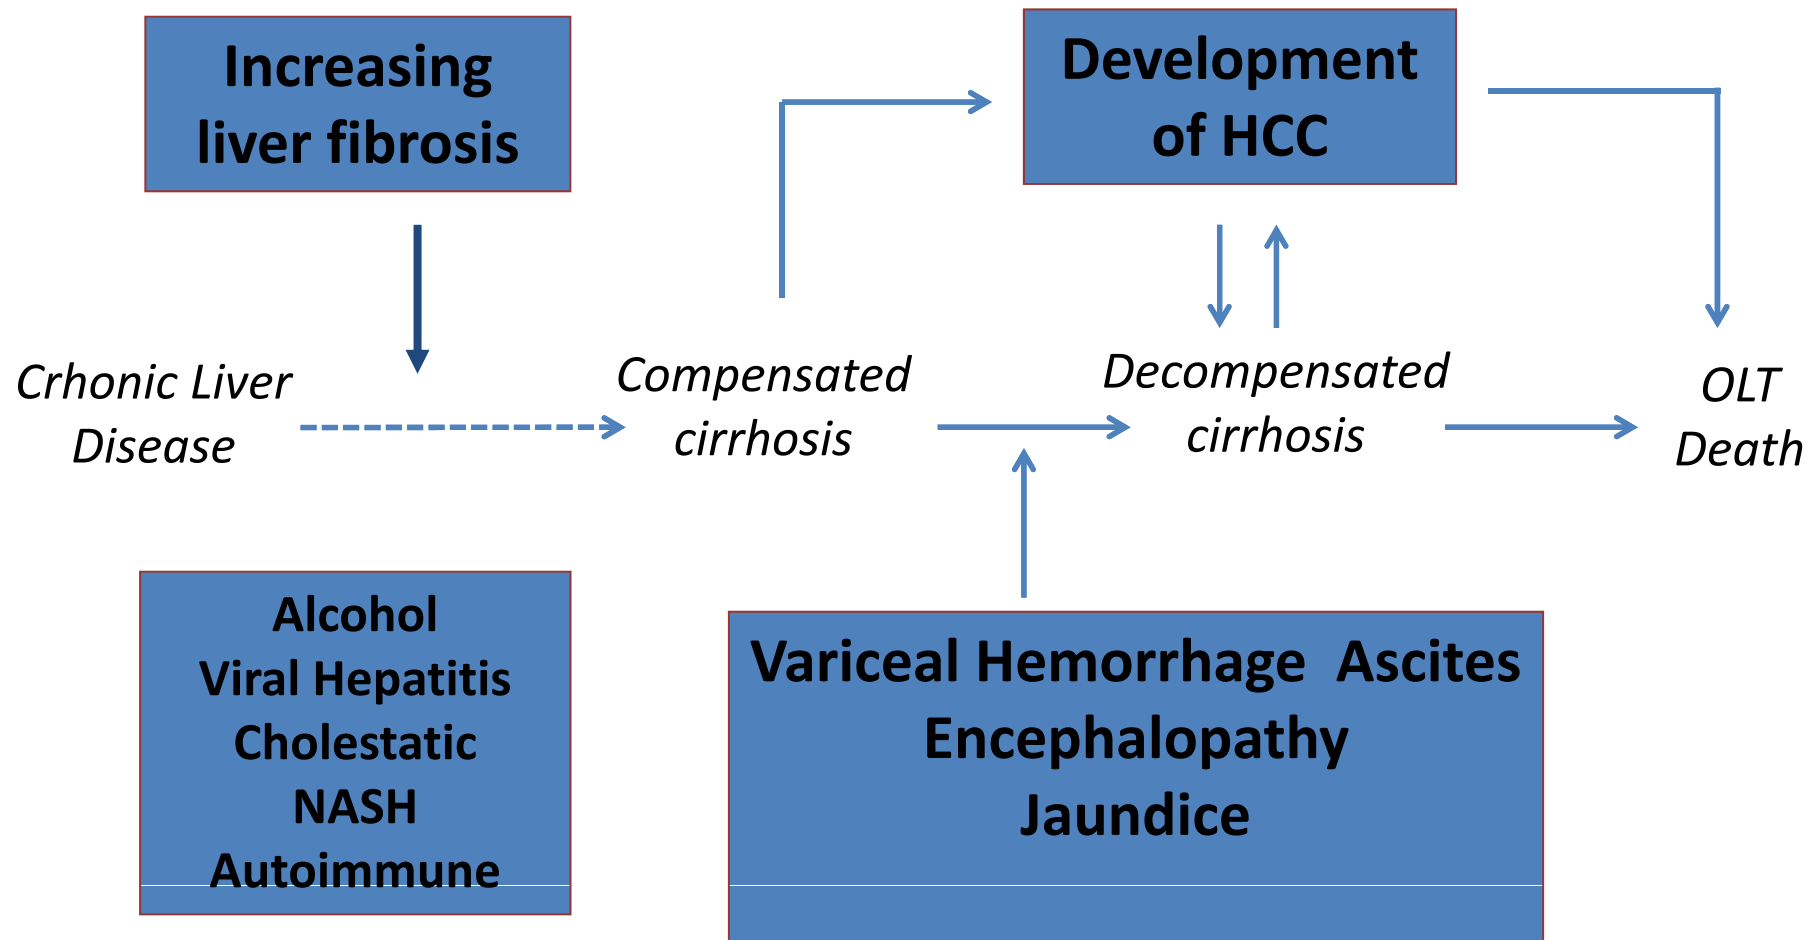 Increasing
liver fibrosis
Development
of HCC
Crhonic Liver
Disease
Compensated
cirrhosis
Decompensated
cirrhosis
OLT
Death
Alcohol
Viral Hepatitis
Cholestatic
NASH
Autoimmune
Variceal Hemorrhage  Ascites
Encephalopathy
Jaundice